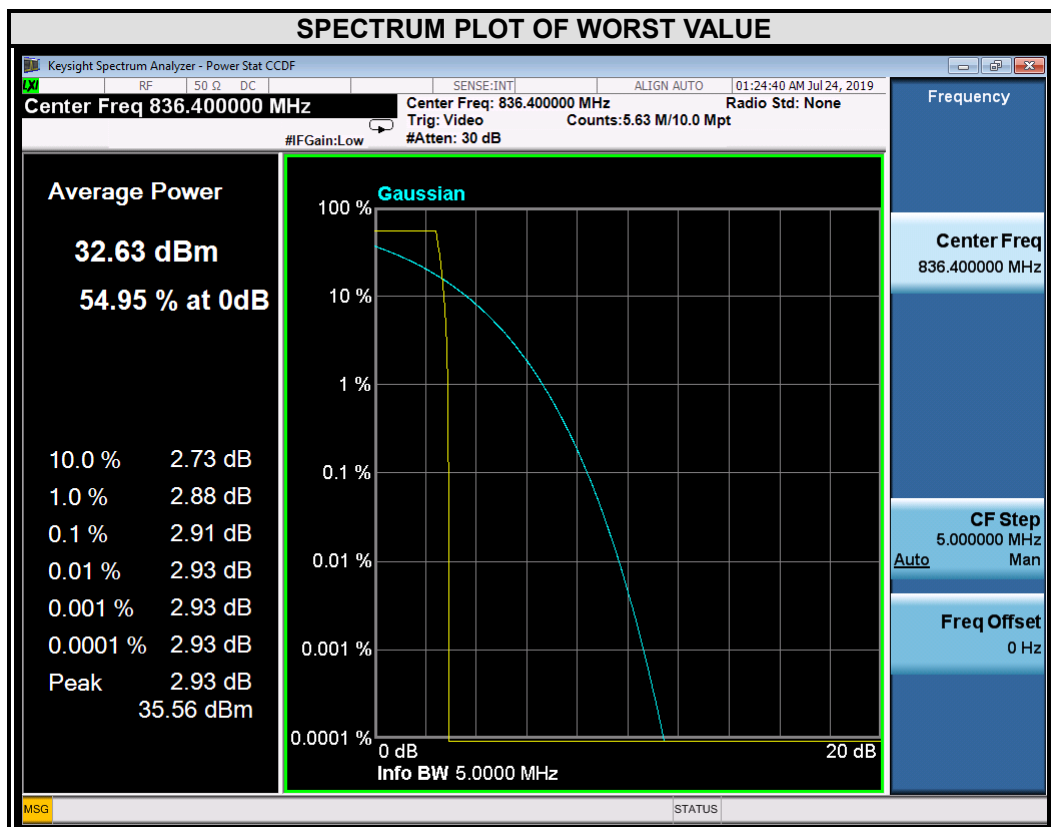 SPECTRUM PLOT OF WORST VALUE
Keysight Spectrum Analyzer - Power Stat CCDF
LXI RF 50 Ω DC SENSE:INT ALIGN AUTO 01:24:40 AM Jul 24, 2019
Center Freq 836.400000 MHz
Center Freq: 836.400000 MHz Radio Std: None
Trig: Video Counts:5.63 M/10.0 Mpt
#IFGain:Low #Atten: 30 dB
Average Power
32.63 dBm
54.95 % at 0dB
10.0 % 2.73 dB
1.0 % 2.88 dB
0.1 % 2.91 dB
0.01 % 2.93 dB
0.001 % 2.93 dB
0.0001 % 2.93 dB
Peak 2.93 dB
35.56 dBm
Gaussian
100 %
10 %
1 %
0.1 %
0.01 %
0.001 %
0.0001 %
0 dB 20 dB
Info BW 5.0000 MHz
Frequency
Center Freq
836.400000 MHz
CF Step
5.000000 MHz
Auto Man
Freq Offset
0 Hz
MSG STATUS